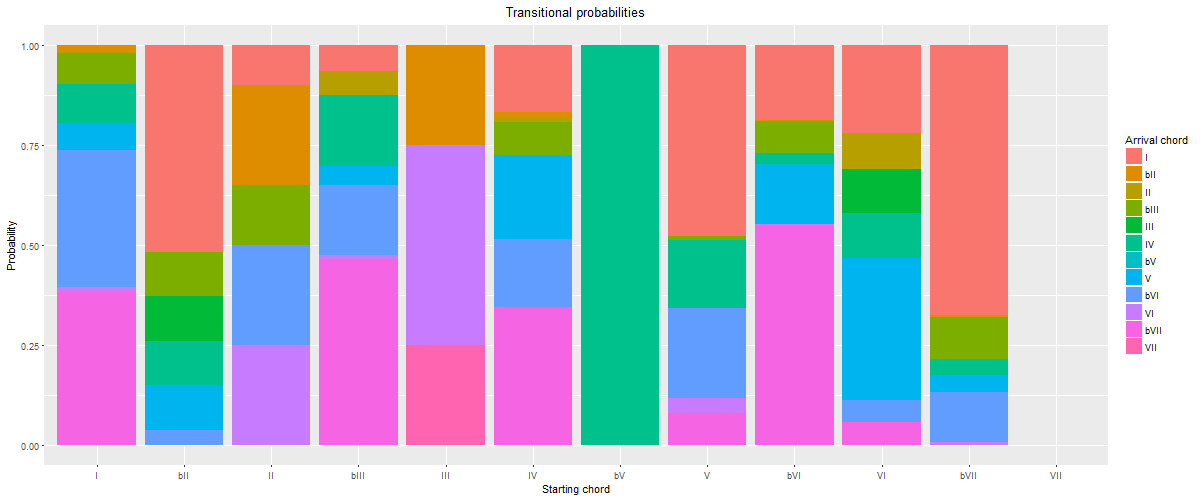 Transitional probabilities
1.00
0.75
0.50
0.25
0.00
Probability
I bII II bIII III IV bV V bVI VI bVII VII
Starting chord
Arrival chord
I
bII
II
bIII
III
IV
bV
V
bVI
VI
bVII
VII